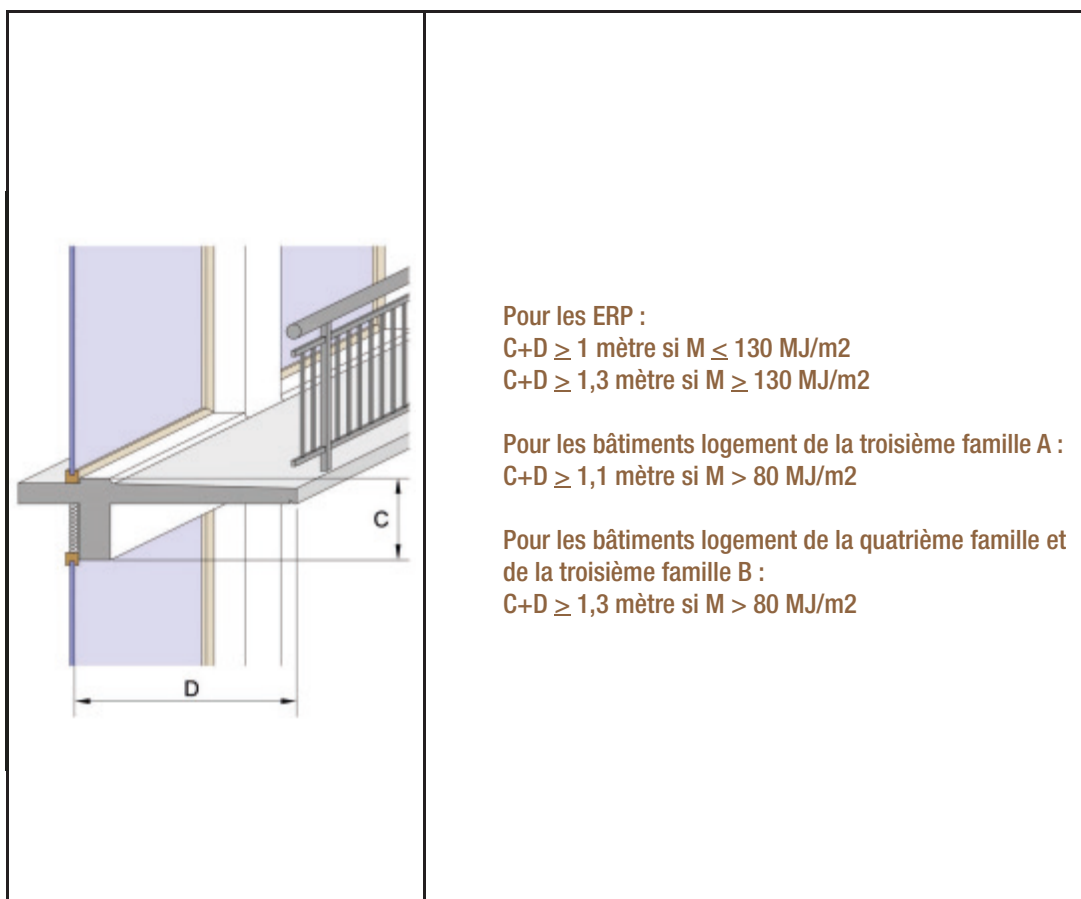 C
D
Pour les ERP :
C+D ≥ 1 mètre si M ≤ 130 MJ/m2
C+D ≥ 1,3 mètre si M ≥ 130 MJ/m2
Pour les bâtiments logement de la troisième famille A :
C+D ≥ 1,1 mètre si M > 80 MJ/m2
Pour les bâtiments logement de la quatrième famille et
de la troisième famille B :
C+D ≥ 1,3 mètre si M > 80 MJ/m2